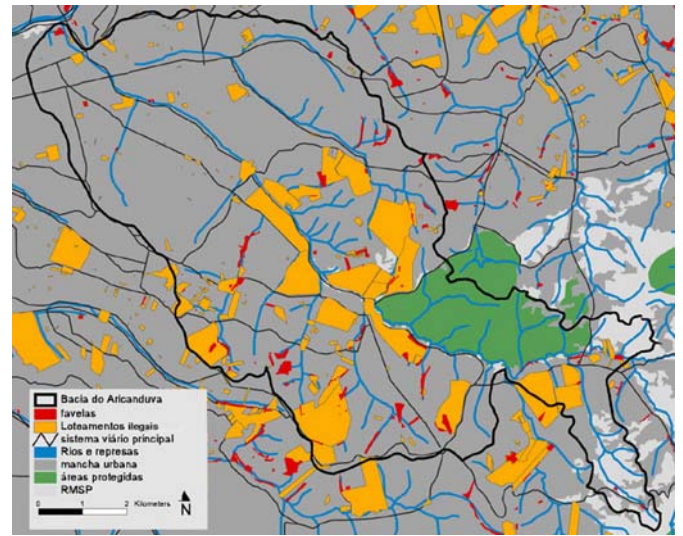 Bacia do Aricanduva
favelas
Loteamentos ilegais
sistema viário principal
Rios e represas
mancha urbana
áreas protegidas
RMSP
0 1 2 Kilometers N